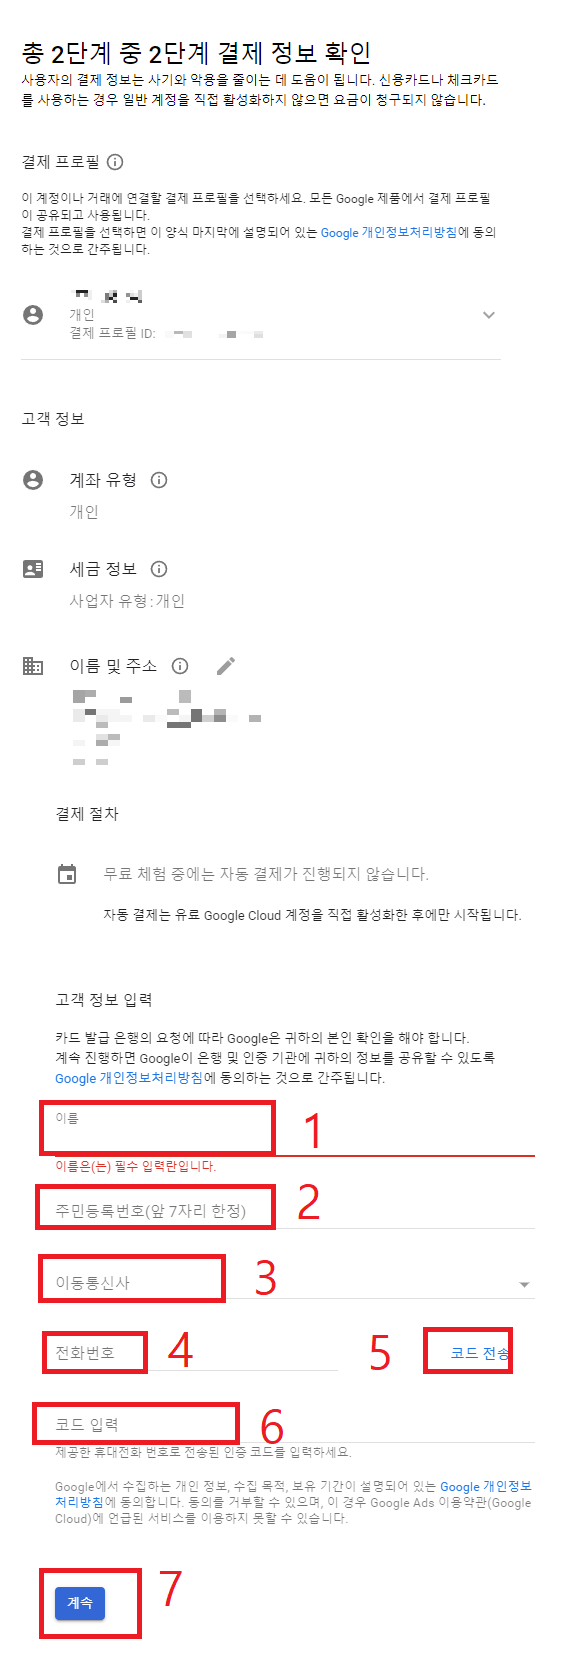 총 2단계 중 2단계 결제 정보 확인
사용자의 결제 정보는 사기와 악용을 줄이는 데 도움이 됩니다. 신용카드나 체크카드
를 사용하는 경우 일반 계정을 직접 활성화하지 않으면 요금이 청구되지 않습니다.
결제 프로필
이 계정이나 거래에 연결할 결제 프로필을 선택하세요. 모든 Google 제품에서 결제 프로필
이 공유되고 사용됩니다.
결제 프로필을 선택하면 이 양식 마지막에 설명되어 있는 Google 개인정보처리방침에 동의
하는 것으로 간주됩니다.
개인
결제 프로필 ID:
고객 정보
계좌 유형
개인
세금 정보
사업자 유형: 개인
이름 및 주소
결제 절차
무료 체험 중에는 자동 결제가 진행되지 않습니다.
자동 결제는 유료 Google Cloud 계정을 직접 활성화한 후에만 시작됩니다.
고객 정보 입력
카드 발급 은행의 요청에 따라 Google은 귀하의 본인 확인을 해야 합니다.
계속 진행하면 Google이 은행 및 인증 기관에 귀하의 정보를 공유할 수 있도록
Google 개인정보처리방침에 동의하는 것으로 간주됩니다.
이름 1
이름은(는) 필수 입력란입니다.
주민등록번호(앞 7자리 한정) 2
이동통신사 3
전화번호 4 5 코드 전송
코드 입력 6
제공한 휴대전화 번호로 전송된 인증 코드를 입력하세요.
Google에서 수집하는 개인 정보, 수집 목적, 보유 기간이 설명되어 있는 Google 개인정보
처리방침에 동의합니다. 동의를 거부할 수 있으며, 이 경우 Google Ads 이용약관(Google
Cloud)에 언급된 서비스를 이용하지 못할 수 있습니다.
계속 7